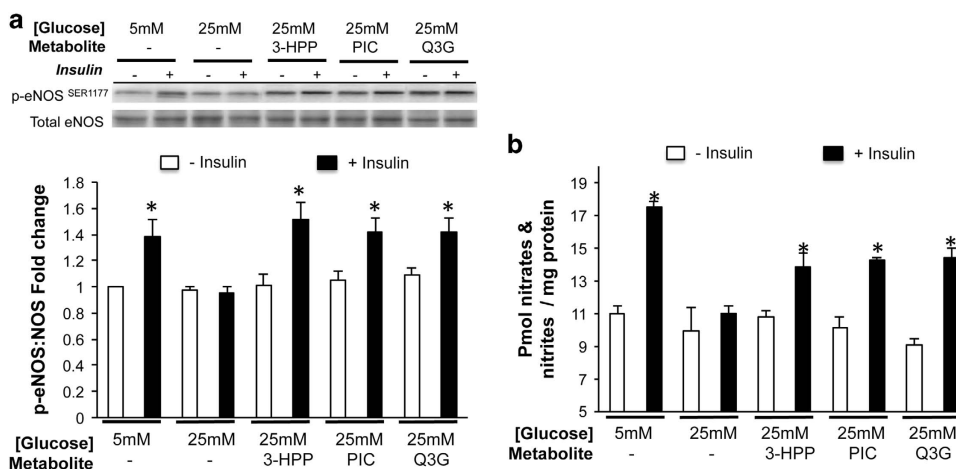 a
[Glucose] 5mM 25mM 25mM 25mM 25mM
Metabolite - - 3-HPP PIC Q3G
Insulin - + - + - + - + - +
p-eNOS SER1177
Total eNOS
- Insulin + Insulin
p-eNOS:NOS Fold change
1.8
1.6
1.4
1.2
1
0.8
0.6
0.4
0.2
0
* * * *
[Glucose] 5mM 25mM 25mM 25mM 25mM
Metabolite - - 3-HPP PIC Q3G
b
- Insulin + Insulin
Pmol nitrates &
nitrites / mg protein
19
17
15
13
11
9
7
5
* * * *
[Glucose] 5mM 25mM 25mM 25mM 25mM
Metabolite - - 3-HPP PIC Q3G